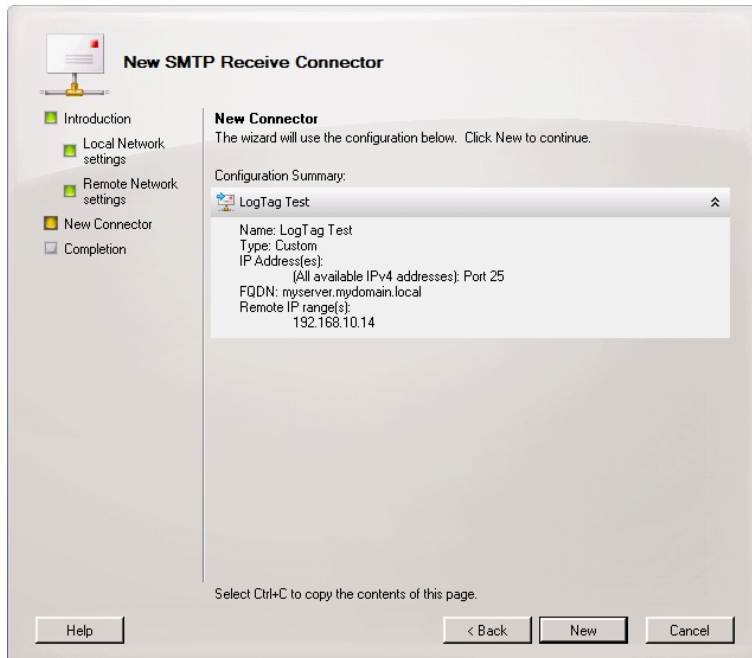 New SMTP Receive Connector
Introduction
Local Network
settings
Remote Network
settings
New Connector
Completion
New Connector
The wizard will use the configuration below. Click New to continue.
Configuration Summary:
LogTag Test
Name: LogTag Test
Type: Custom
IP Address(es):
(All available IPv4 addresses): Port 25
FQDN: myserver.mydomain.local
Remote IP range(s):
192.168.10.14
Select Ctrl+C to copy the contents of this page.
Help
< Back
New
Cancel